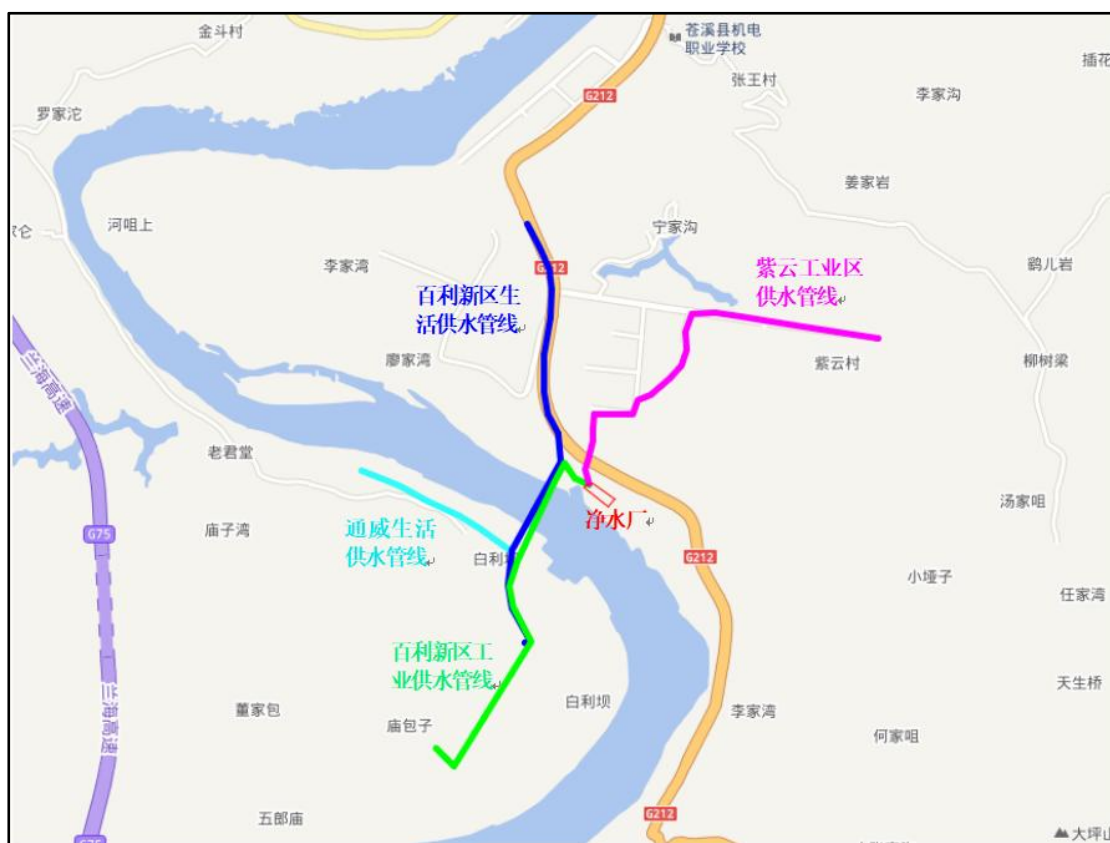 金斗村
苍溪县机电
职业学校
张王村
插花
李家沟
罗家沱
G212
姜家岩
河咀上
宁家沟
李家湾
G212
紫云工业区
供水管线
鹞儿岩
百利新区生
活供水管线
廖家湾
紫云村
柳树梁
兰海高速
老君堂
汤家咀
净水厂
庙子湾
通威生活
供水管线
白利坝
G75
G212
小垭子
任家湾
百利新区工
业供水管线
天生桥
董家包
庙包子
白利坝
李家湾
何家咀
兰海高速
五郎庙
G212
大坪山
G75